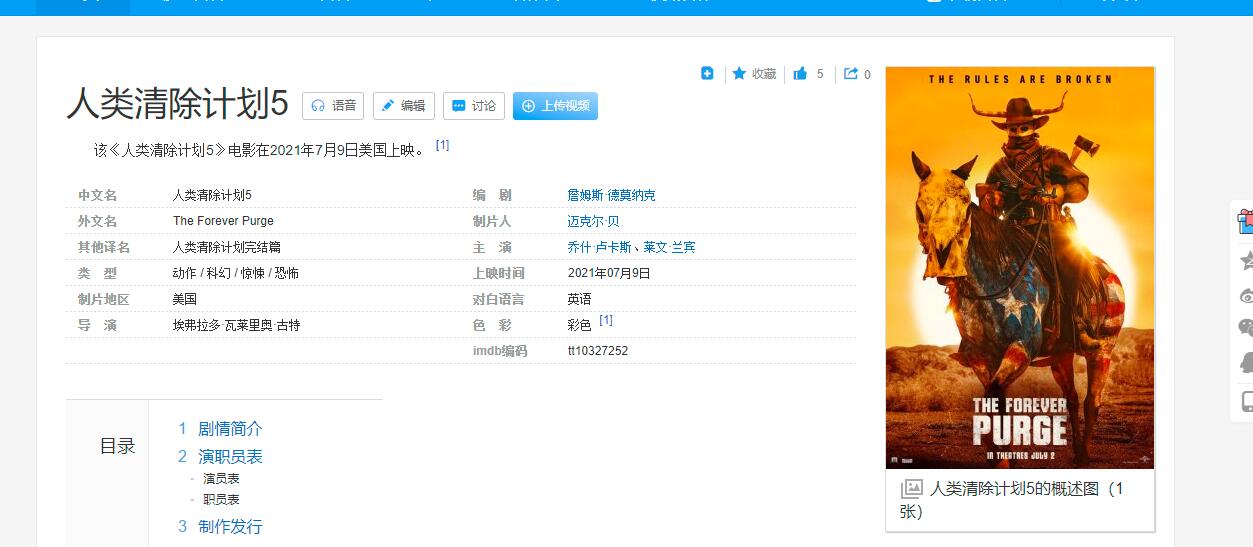 收藏 5 0
人类清除计划5 语音 编辑 讨论 上传视频
该《人类清除计划5》电影在2021年7月9日美国上映。 [1]
中文名 人类清除计划5
外文名 The Forever Purge
其他译名 人类清除计划完结篇
类 型 动作 / 科幻 / 惊悚 / 恐怖
制片地区 美国
导 演 埃弗拉多·瓦莱里奥·古特
编 剧 詹姆斯·德莫纳克
制片人 迈克尔·贝
主 演 乔什·卢卡斯、莱文·兰宾
上映时间 2021年07月9日
对白语言 英语
色 彩 彩色 [1]
imdb编码 tt10327252
THE RULES ARE BROKEN
THE FOREVER
PURGE
IN THEATRES JULY 2
人类清除计划5的概述图（1
张）
目录
1 剧情简介
2 演职员表
- 演员表
- 职员表
3 制作发行